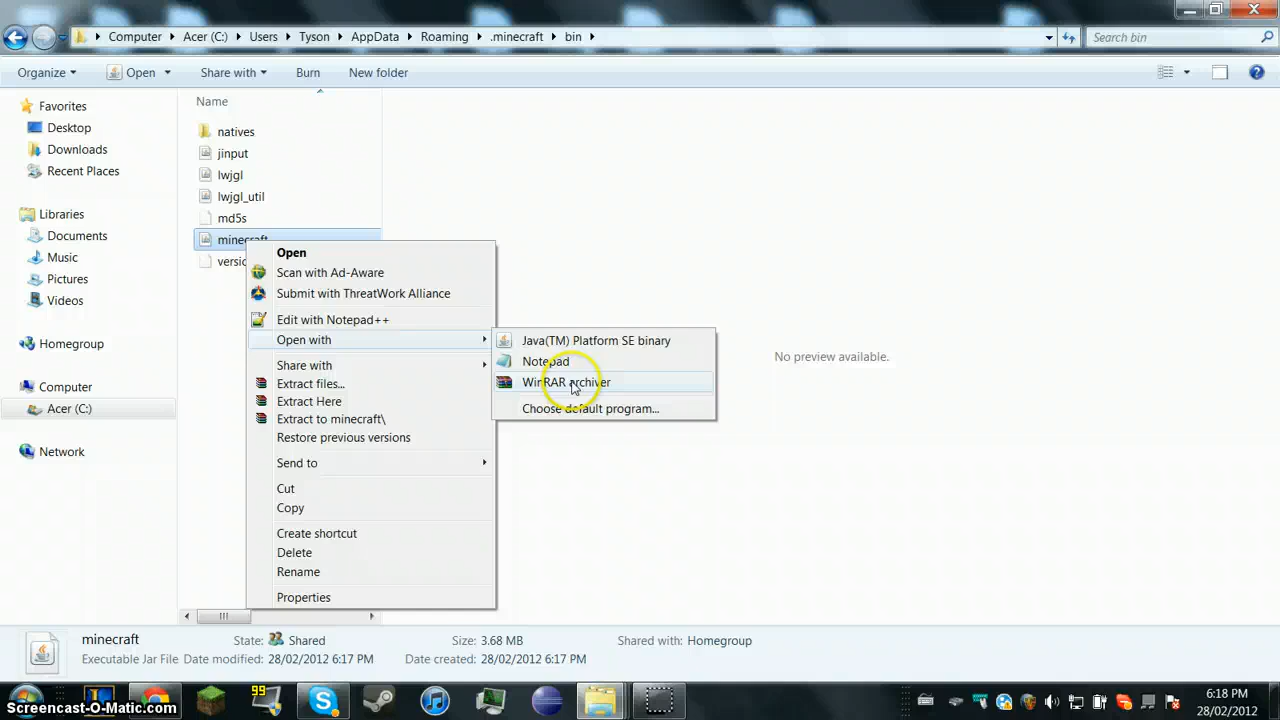 Computer Acer (C:) Users Tyson AppData Roaming .minecraft bin
Search bin
Organize Open Share with Burn New folder
Favorites
Desktop
Downloads
Recent Places
Libraries
Documents
Music
Pictures
Videos
Homegroup
Computer
Acer (C:)
Network
Name
natives
jinput
lwjgl
lwjgl_util
md5s
minecraft
versio
Open
Scan with Ad-Aware
Submit with ThreatWork Alliance
Edit with Notepad++
Open with
Share with
Extract files...
Extract Here
Extract to minecraft\
Restore previous versions
Send to
Cut
Copy
Create shortcut
Delete
Rename
Properties
Java(TM) Platform SE binary
Notepad
WinRAR archiver
Choose default program...
No preview available.
minecraft State: Shared Size: 3.68 MB Shared with: Homegroup
Executable Jar File Date modified: 28/02/2012 6:17 PM Date created: 28/02/2012 6:17 PM
99
6:18 PM
28/02/2012
Screencast-O-Matic.com